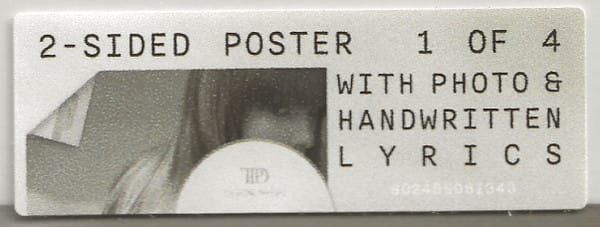 2-SIDED POSTER 1 OF 4
WITH PHOTO &
HANDWRITTEN
LYRICS